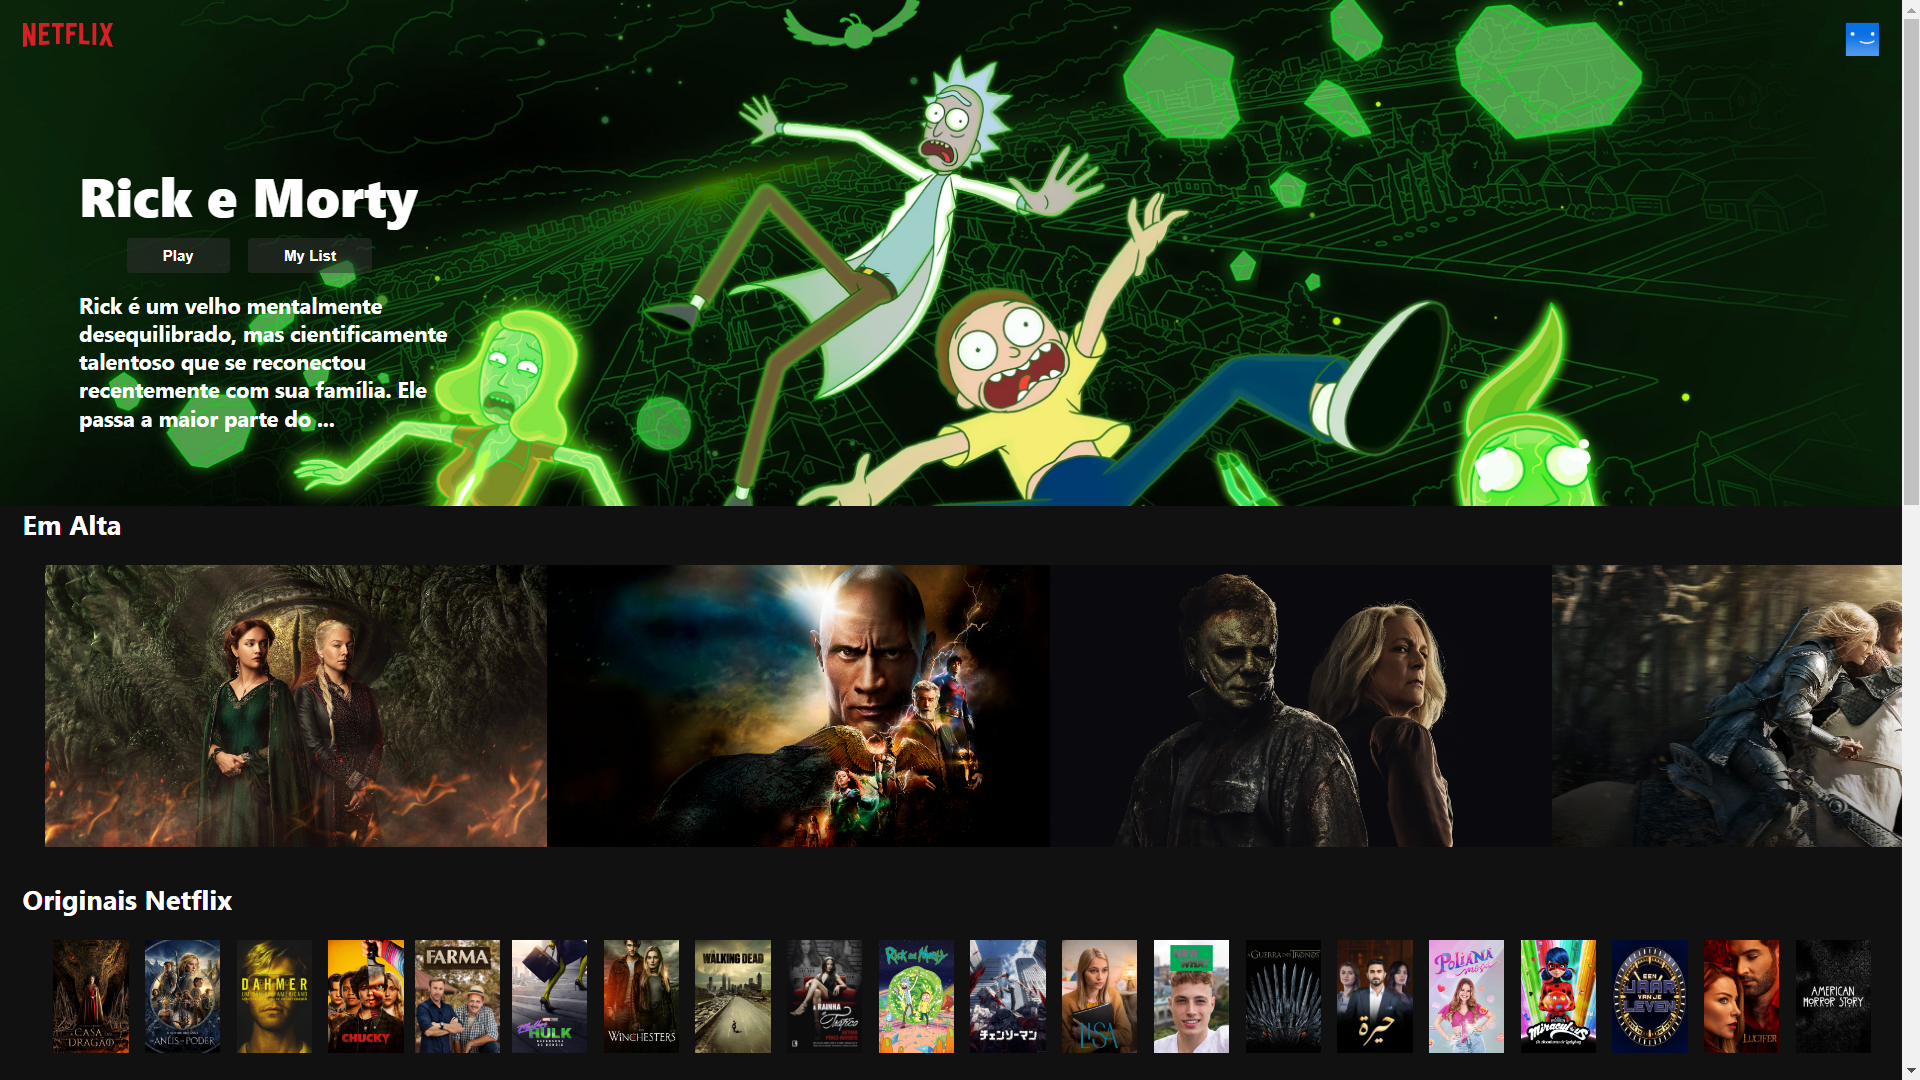 NETFLIX
Rick e Morty
Play
My List
Rick é um velho mentalmente
desequilibrado, mas cientificamente
talentoso que se reconectou
recentemente com sua família. Ele
passa a maior parte do ...
Em Alta
Originais Netflix
A CASA DO DRAGÃO
OS ANÉIS DE PODER
DAHMER
CHUCKY
FARMA
HULK
WINCHESTERS
WALKING DEAD
A RAINHA DO Tráfico
Rick and Morty
チェンソーマン
LISA
A GUERRA DOS TRONOS
حيرة
POLIANA moça
Miraculous
EEN JAAR VAN JE LEVEN
LUCIFER
AMERICAN HORROR STORY